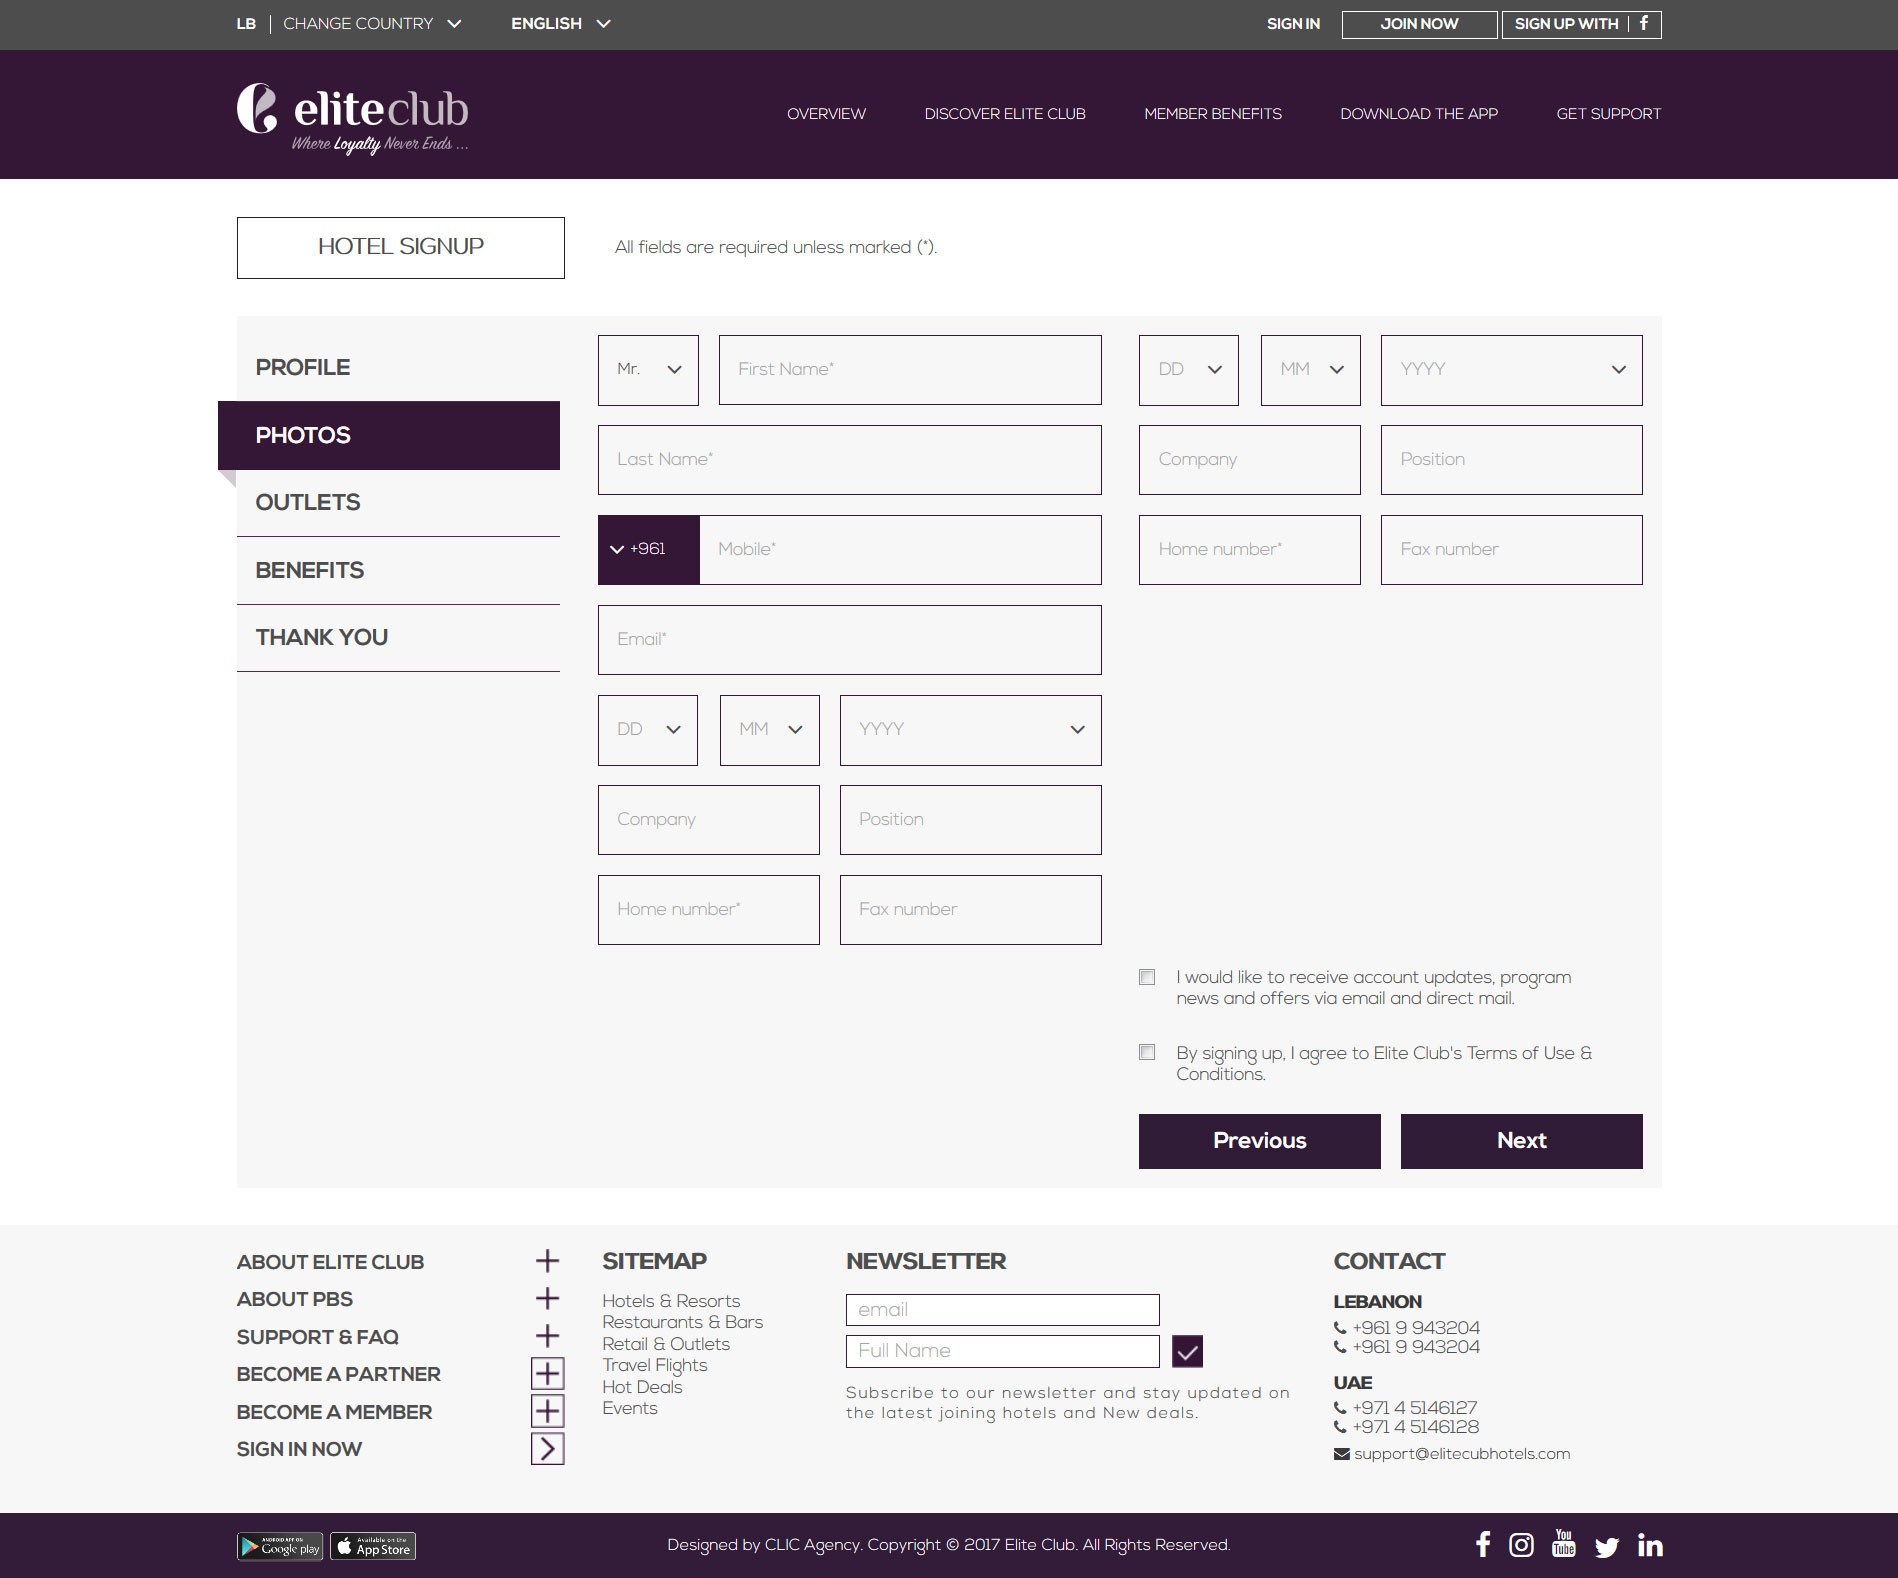 LB CHANGE COUNTRY ENGLISH SIGN IN JOIN NOW SIGN UP WITH f
elite club
Where Loyalty Never Ends ...
OVERVIEW DISCOVER ELITE CLUB MEMBER BENEFITS DOWNLOAD THE APP GET SUPPORT
HOTEL SIGNUP
All fields are required unless marked (*).
PROFILE
PHOTOS
OUTLETS
BENEFITS
THANK YOU
Mr. First Name*
Last Name*
+961 Mobile*
Email*
DD MM YYYY
Company Position
Home number* Fax number
DD MM YYYY
Company Position
Home number* Fax number
I would like to receive account updates, program
news and offers via email and direct mail.
By signing up, I agree to Elite Club's Terms of Use &
Conditions.
Previous Next
ABOUT ELITE CLUB
ABOUT PBS
SUPPORT & FAQ
BECOME A PARTNER
BECOME A MEMBER
SIGN IN NOW
SITEMAP
Hotels & Resorts
Restaurants & Bars
Retail & Outlets
Travel Flights
Hot Deals
Events
NEWSLETTER
email
Full Name
Subscribe to our newsletter and stay updated on
the latest joining hotels and New deals.
CONTACT
LEBANON
+961 9 943204
+961 9 943204
UAE
+971 4 5146127
+971 4 5146128
support@elitecubhotels.com
ANDROID APP ON
Google play
Available on the
App Store
Designed by CLIC Agency. Copyright © 2017 Elite Club. All Rights Reserved.
You
Tube
in